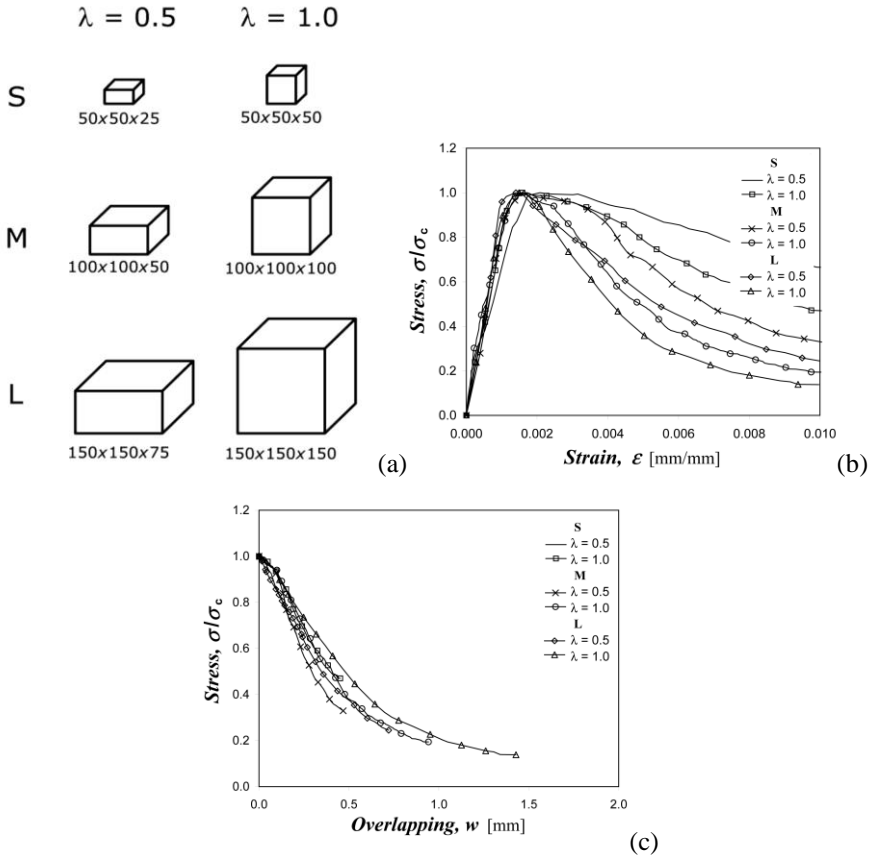 λ = 0.5 λ = 1.0
S
50x50x25 50x50x50
M
100x100x50 100x100x100
L
150x150x75 150x150x150
(a)
1.2
1.0
0.8
0.6
0.4
0.2
0.0
Stress, σ/σc
S
λ = 0.5
λ = 1.0
M
λ = 0.5
λ = 1.0
L
λ = 0.5
λ = 1.0
0.000 0.002 0.004 0.006 0.008 0.010
Strain, ε [mm/mm]
(b)
1.2
1.0
0.8
0.6
0.4
0.2
0.0
Stress, σ/σc
S
λ = 0.5
λ = 1.0
M
λ = 0.5
λ = 1.0
L
λ = 0.5
λ = 1.0
0.0 0.5 1.0 1.5 2.0
Overlapping, w [mm]
(c)